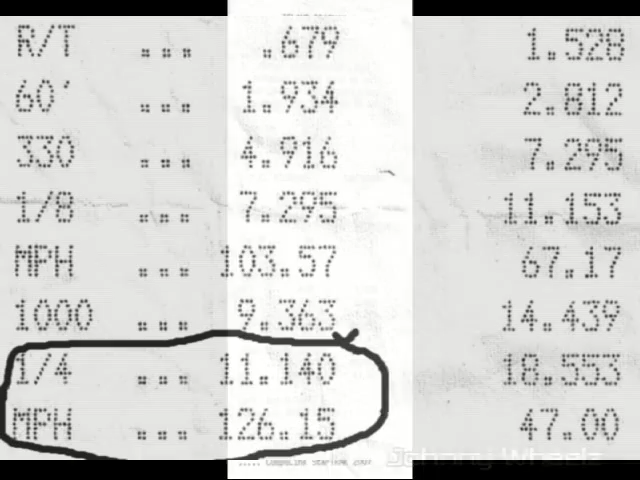 R/T ... .679 1.528
60' ... 1.934 2.812
330 ... 4.916 7.295
1/8 ... 7.295 11.153
MPH ... 103.57 67.17
1000 ... 9.363 14.439
1/4 ... 11.140 18.553
MPH ... 126.15 47.00
Johnny Wheelz